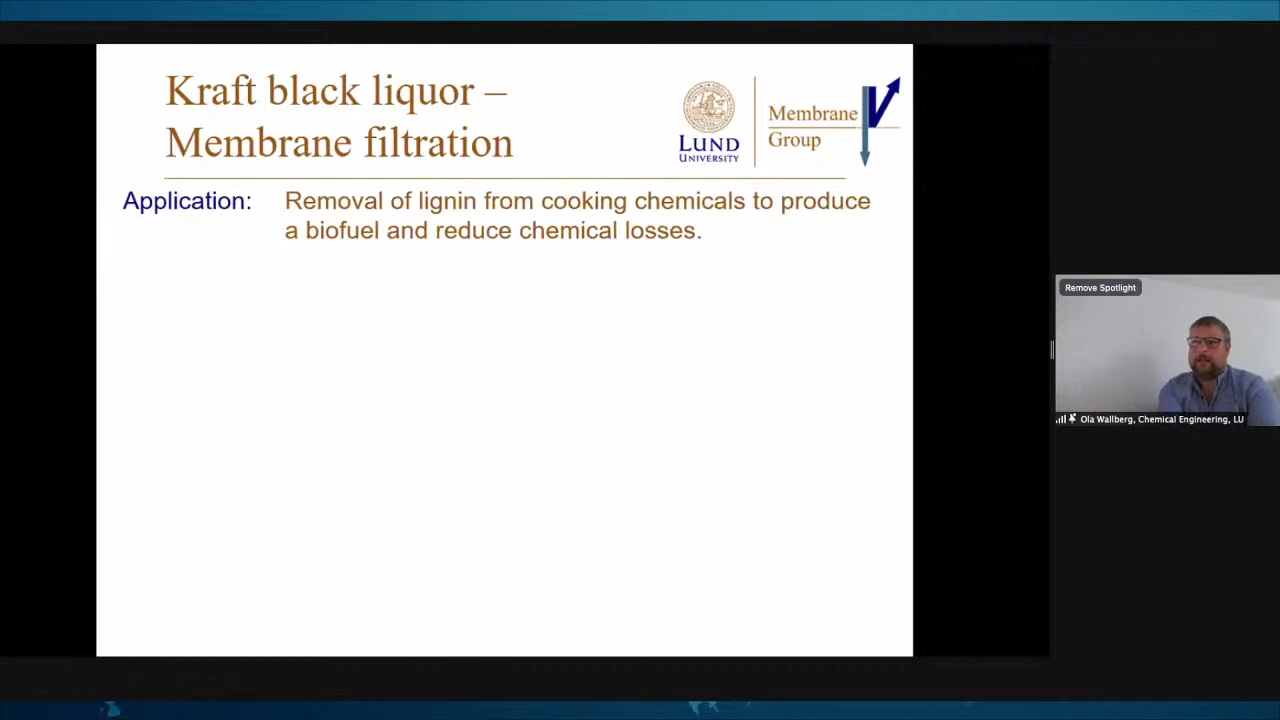 Kraft black liquor –
Membrane filtration
LUND
UNIVERSITY
Membrane
Group
Application: Removal of lignin from cooking chemicals to produce
a biofuel and reduce chemical losses.
Remove Spotlight
Ola Wallberg, Chemical Engineering, LU